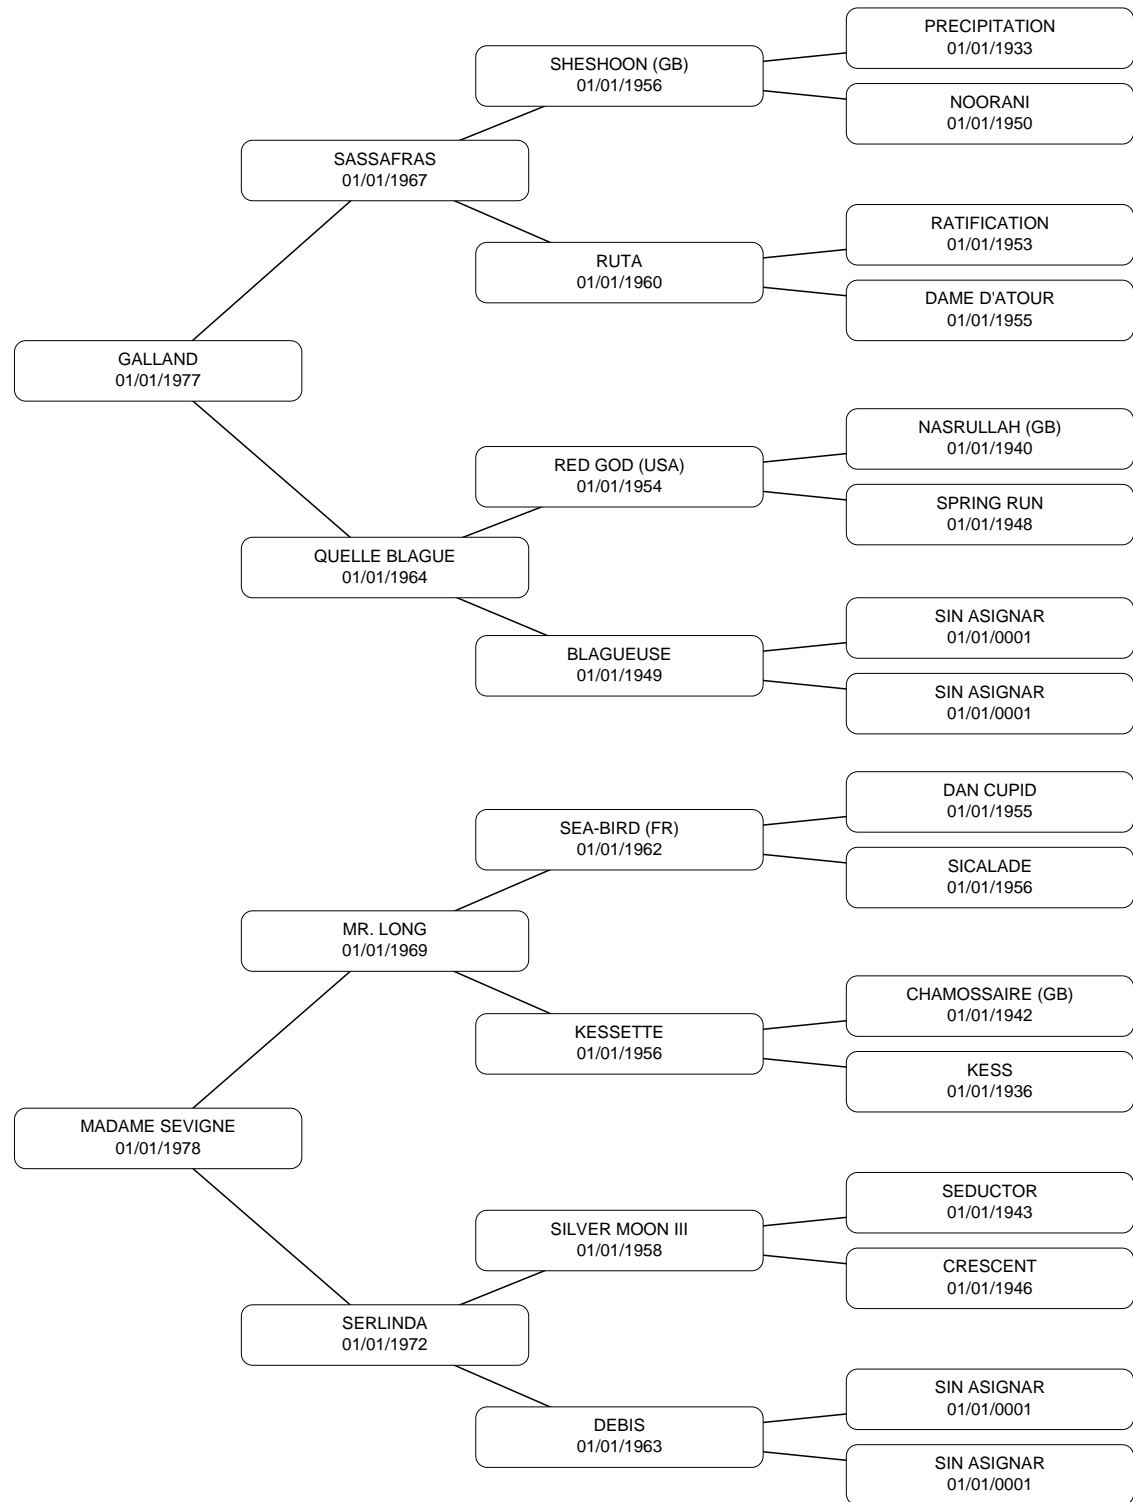 PRECIPITATION
01/01/1933
SHESHOON (GB)
01/01/1956
NOORANI
01/01/1950
SASSAFRAS
01/01/1967
RATIFICATION
01/01/1953
RUTA
01/01/1960
DAME D'ATOUR
01/01/1955
GALLAND
01/01/1977
NASRULLAH (GB)
01/01/1940
RED GOD (USA)
01/01/1954
SPRING RUN
01/01/1948
QUELLE BLAGUE
01/01/1964
SIN ASIGNAR
01/01/0001
BLAGUEUSE
01/01/1949
SIN ASIGNAR
01/01/0001
DAN CUPID
01/01/1955
SEA-BIRD (FR)
01/01/1962
SICALADE
01/01/1956
MR. LONG
01/01/1969
CHAMOSSAIRE (GB)
01/01/1942
KESSETTE
01/01/1956
KESS
01/01/1936
MADAME SEVIGNE
01/01/1978
SEDUCTOR
01/01/1943
SILVER MOON III
01/01/1958
CRESCENT
01/01/1946
SERLINDA
01/01/1972
SIN ASIGNAR
01/01/0001
DEBIS
01/01/1963
SIN ASIGNAR
01/01/0001